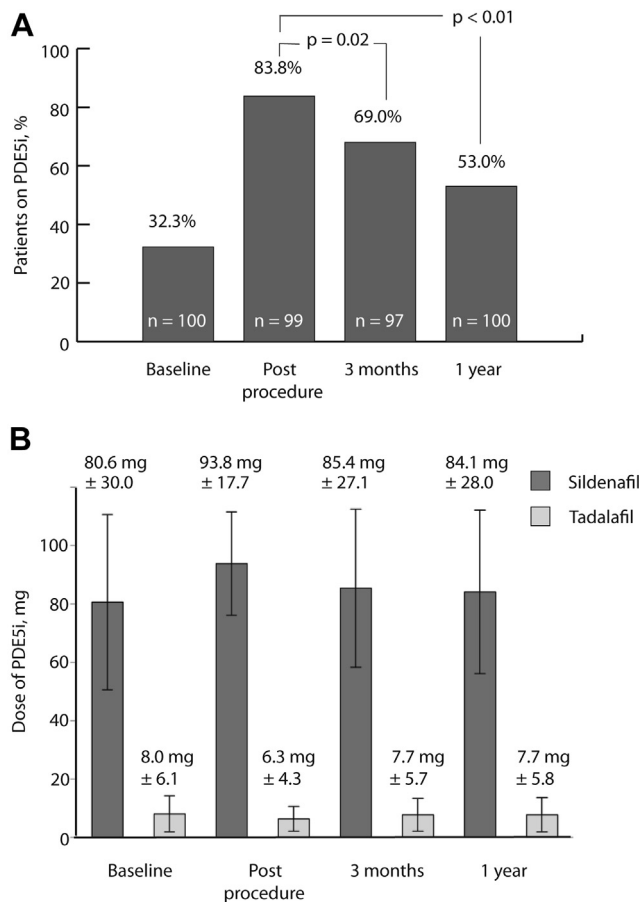 A
p < 0.01
p = 0.02
83.8%
69.0%
53.0%
32.3%
Patients on PDE5i, %
100
80
60
40
20
0
n = 100
n = 99
n = 97
n = 100
Baseline
Post
procedure
3 months
1 year
B
80.6 mg
± 30.0
93.8 mg
± 17.7
85.4 mg
± 27.1
84.1 mg
± 28.0
Sildenafil
Tadalafil
Dose of PDE5i, mg
100
80
60
40
20
0
8.0 mg
± 6.1
6.3 mg
± 4.3
7.7 mg
± 5.7
7.7 mg
± 5.8
Baseline
Post
procedure
3 months
1 year